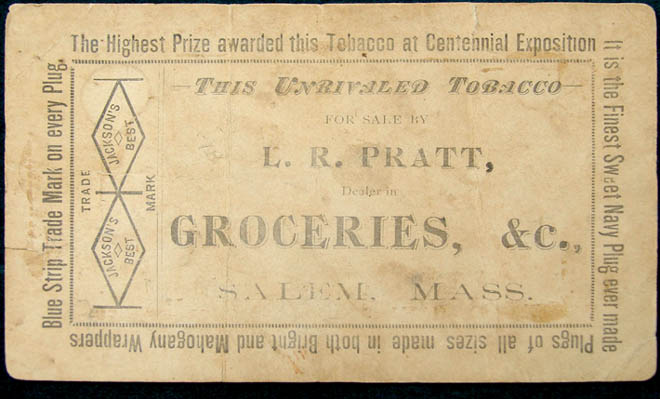 The Highest Prize awarded this Tobacco at Centennial Exposition
It is the Finest Sweet Navy Plug ever made
Plugs of all sizes made in both Bright and Mahogany Wrappers
Blue Strip Trade Mark on every Plug.
TRADE
MARK
JACKSON'S
BEST
JACKSON'S
BEST
THIS UNRIVALED TOBACCO
FOR SALE BY
L. R. PRATT,
Dealer in
GROCERIES, &c.,
SALEM, MASS.